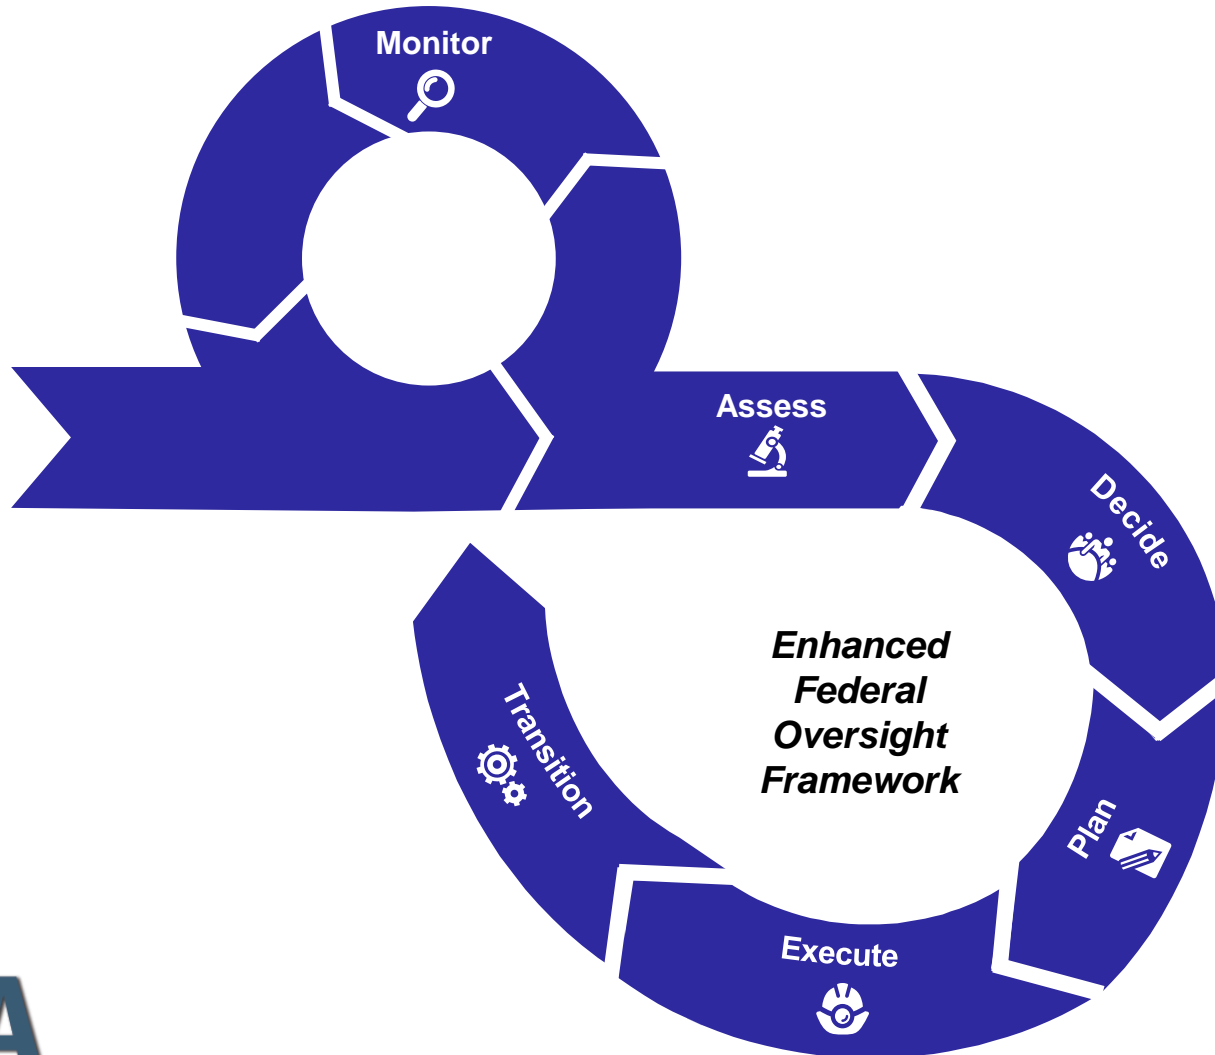 Monitor
Assess
Decide
Enhanced
Federal
Oversight
Framework
Transition
Plan
Execute
A